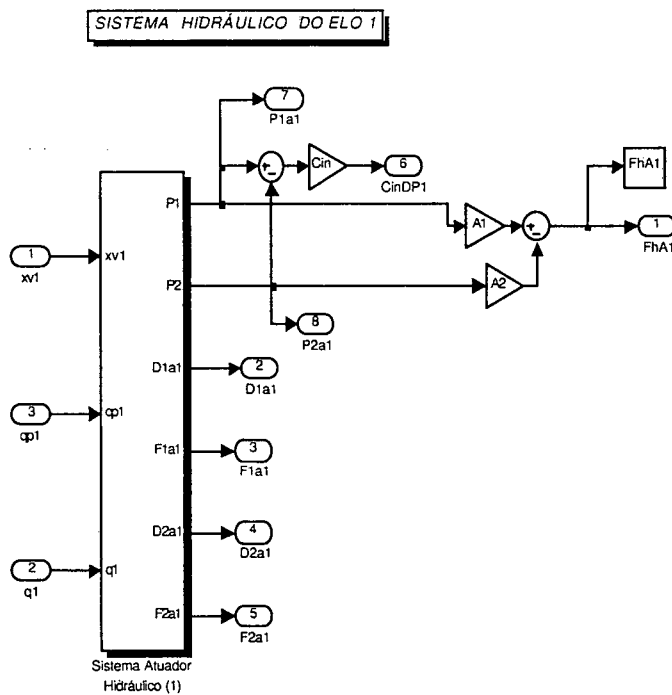 SISTEMA HIDRÁULICO DO ELO 1
7
P1a1
+
-
Cin
6
CinDP1
FhA1
P1
A1
+
-
1
FhA1
1
xv1
xv1
P2
A2
8
P2a1
D1a1
2
D1a1
3
qp1
qp1
F1a1
3
F1a1
D2a1
4
D2a1
2
q1
q1
F2a1
5
F2a1
Sistema Atuador
Hidráulico (1)